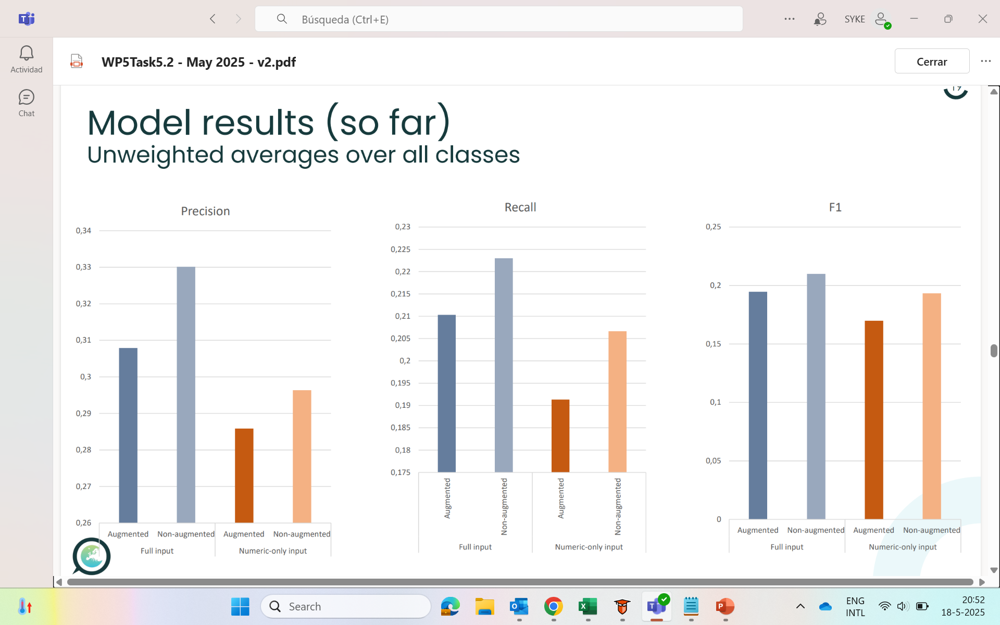 Búsqueda (Ctrl+E)
SYKE
Actividad
Chat
WP5Task5.2 - May 2025 - v2.pdf
Cerrar
19
Model results (so far)
Unweighted averages over all classes
Precision
0,34
0,33
0,32
0,31
0,3
0,29
0,28
0,27
0,26
Augmented Non-augmented Augmented Non-augmented
Full input Numeric-only input
Recall
0,23
0,225
0,22
0,215
0,21
0,205
0,2
0,195
0,19
0,185
0,18
0,175
Augmented Non-augmented Augmented Non-augmented
Full input Numeric-only input
F1
0,25
0,2
0,15
0,1
0,05
0
Augmented Non-augmented Augmented Non-augmented
Full input Numeric-only input
Search
ENG
INTL
20:52
18-5-2025